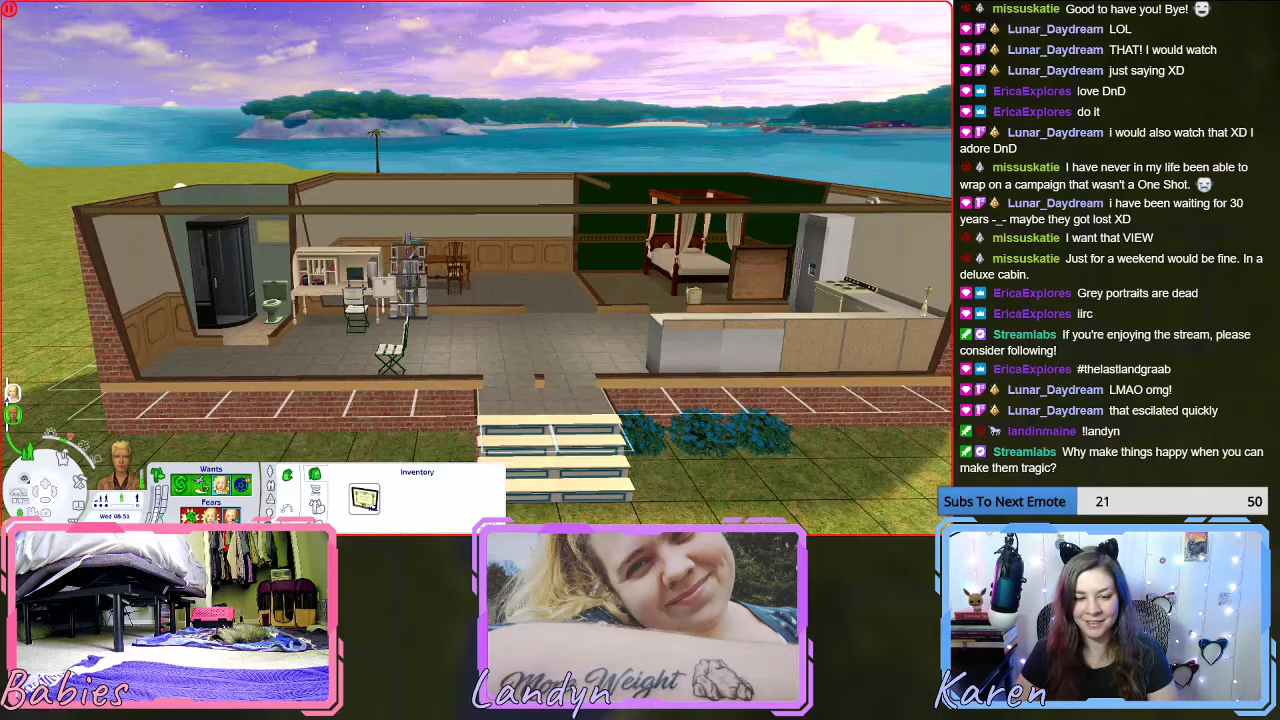 missuskatie Good to have you! Bye!
Lunar_Daydream LOL
Lunar_Daydream THAT! I would watch
Lunar_Daydream just saying XD
EricaExplores love DnD
EricaExplores do it
Lunar_Daydream i would also watch that XD I
adore DnD
missuskatie I have never in my life been able to
wrap on a campaign that wasn't a One Shot.
Lunar_Daydream i have been waiting for 30
years -_- maybe they got lost XD
missuskatie I want that VIEW
missuskatie Just for a weekend would be fine. In a
deluxe cabin.
EricaExplores Grey portraits are dead
EricaExplores iirc
Streamlabs If you're enjoying the stream, please
consider following!
EricaExplores #thelastlandgraab
Lunar_Daydream LMAO omg!
Lunar_Daydream that escilated quickly
landinmaine !landyn
Streamlabs Why make things happy when you can
make them tragic?
Subs To Next Emote 21 50
Wants
Fears
Inventory
Wed 08:51
More Weight
Babies
Landyn
Karen